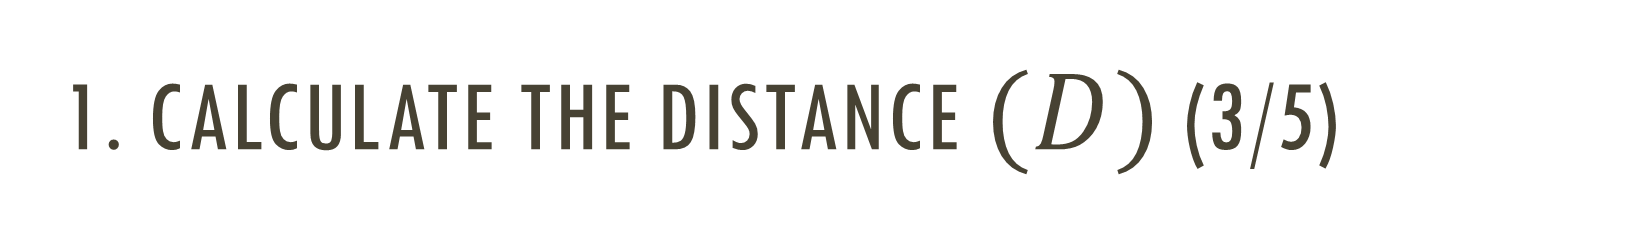 1. CALCULATE THE DISTANCE (D) (3/5)